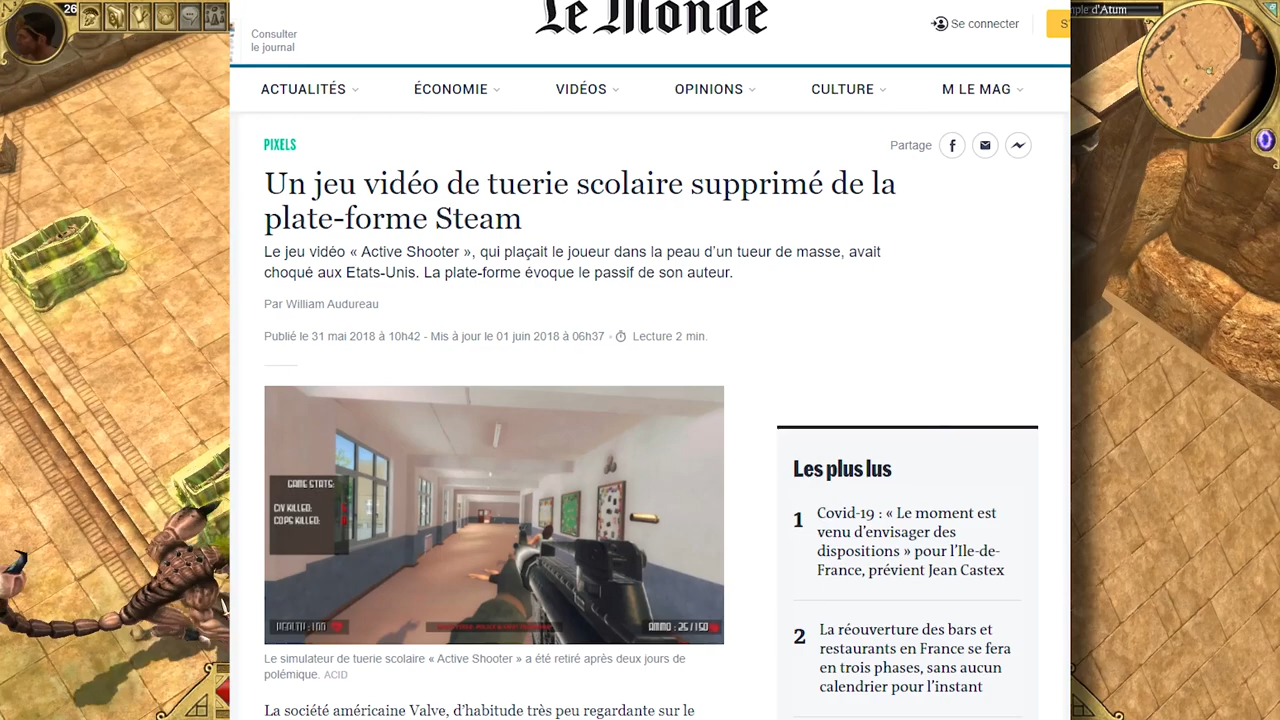 26
ple d'Atum
Consulter
le journal
Le Monde
Se connecter
S
ACTUALITÉS
ÉCONOMIE
VIDÉOS
OPINIONS
CULTURE
M LE MAG
PIXELS
Partage
Un jeu vidéo de tuerie scolaire supprimé de la
plate-forme Steam
Le jeu vidéo « Active Shooter », qui plaçait le joueur dans la peau d’un tueur de masse, avait
choqué aux Etats-Unis. La plate-forme évoque le passif de son auteur.
Par William Audureau
Publié le 31 mai 2018 à 10h42 - Mis à jour le 01 juin 2018 à 06h37 • Lecture 2 min.
GAME STATS:
CIV KILLED:
COPS KILLED:
HEALTH: 100
AMMO: 25/150
Le simulateur de tuerie scolaire « Active Shooter » a été retiré après deux jours de
polémique. ACID
La société américaine Valve, d’habitude très peu regardante sur le
Les plus lus
1
Covid-19 : « Le moment est
venu d’envisager des
dispositions » pour l’Ile-de-
France, prévient Jean Castex
2
La réouverture des bars et
restaurants en France se fera
en trois phases, sans aucun
calendrier pour l’instant